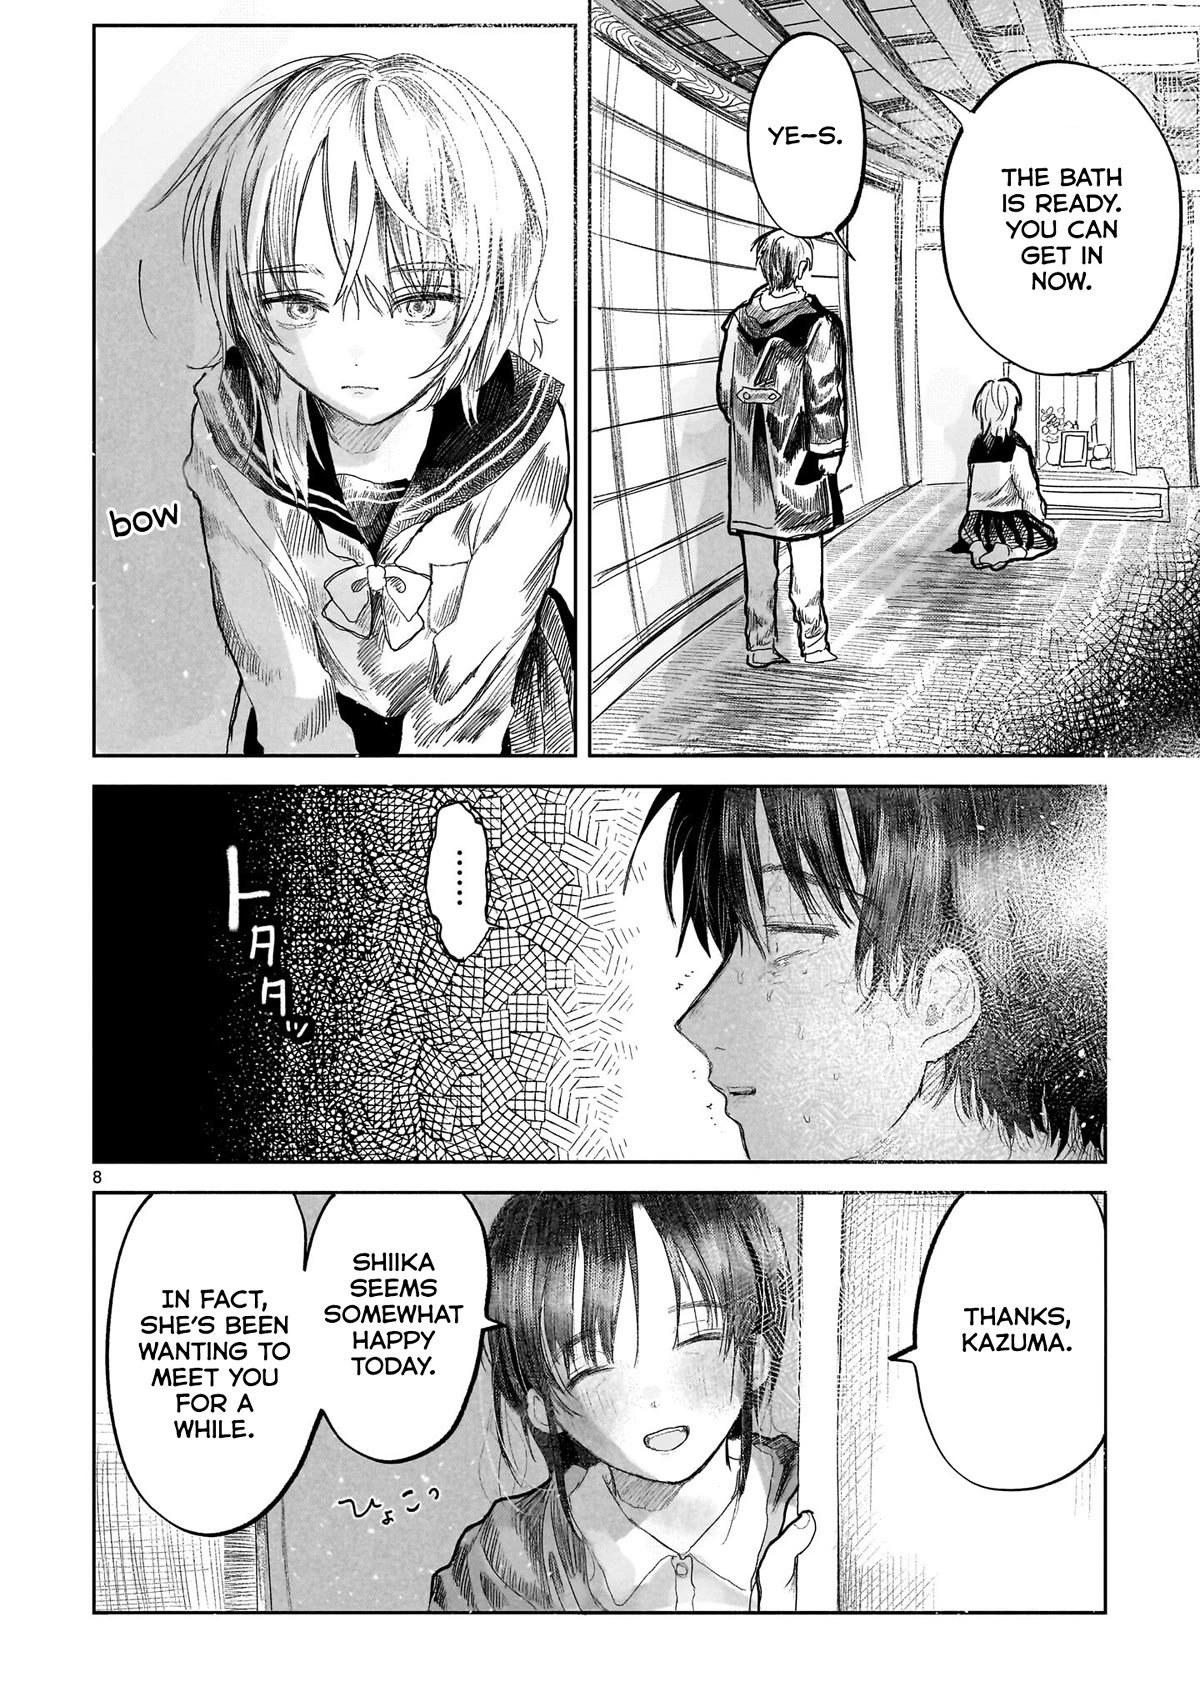 THE BATH
IS READY.
YOU CAN
GET IN
NOW.
YE-S.
bow
.......
トタタタッ
8
THANKS,
KAZUMA.
SHIIKA
SEEMS
SOMEWHAT
HAPPY
TODAY.
IN FACT,
SHE'S BEEN
WANTING TO
MEET YOU
FOR A
WHILE.
ひょこっ